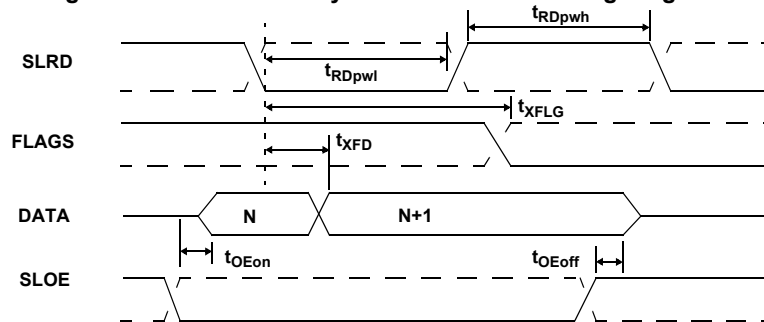 tRDpwh
SLRD
tRDpwl
tXFLG
FLAGS
tXFD
DATA
N
N+1
tOEon
tOEoff
SLOE